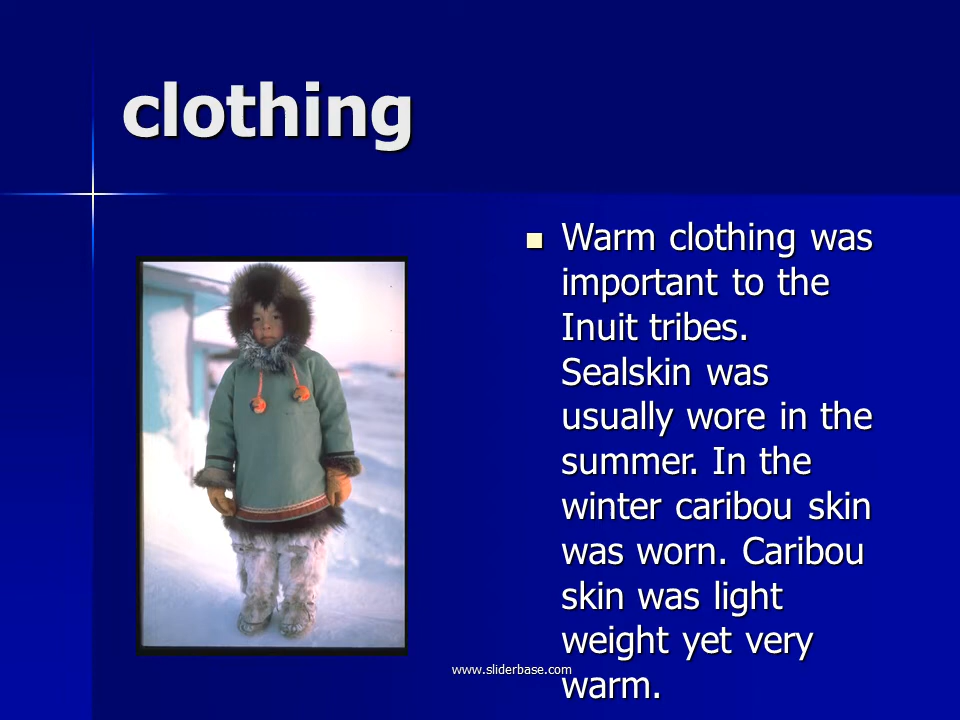 clothing
Warm clothing was
important to the
Inuit tribes.
Sealskin was
usually wore in the
summer. In the
winter caribou skin
was worn. Caribou
skin was light
weight yet very
warm.
www.sliderbase.com